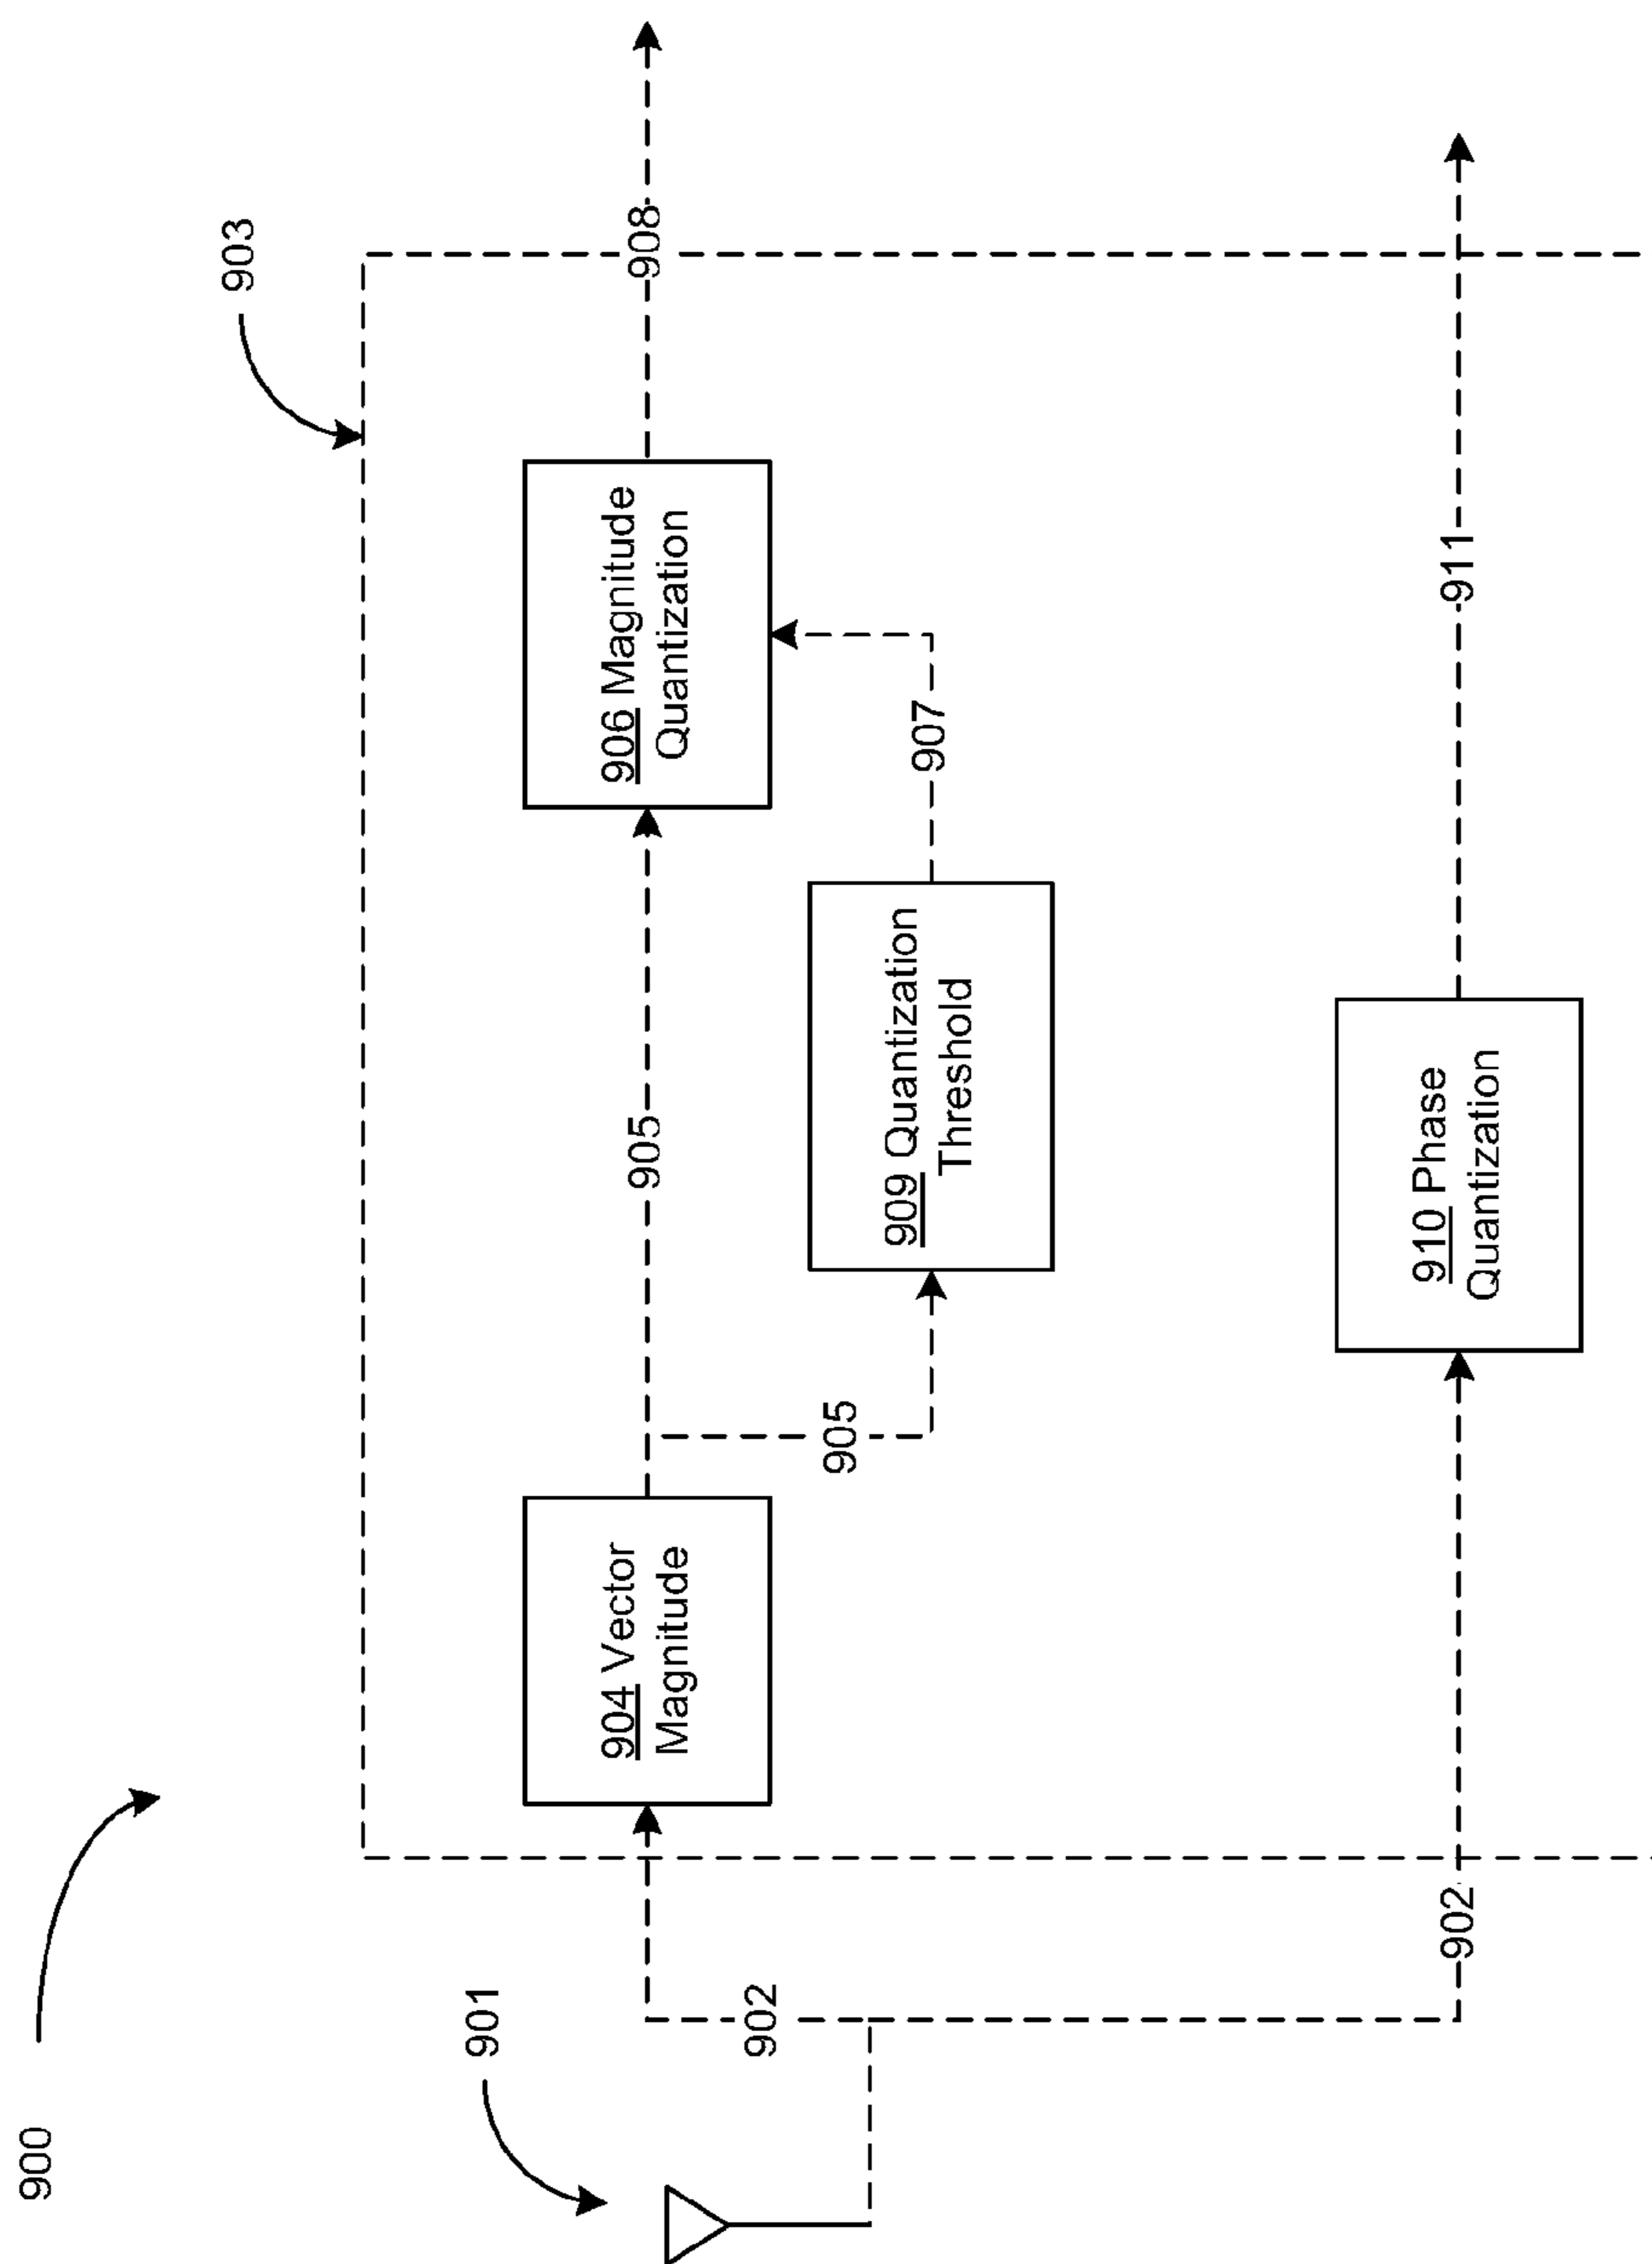 900
901
902
903
904 Vector
Magnitude
905
905
906 Magnitude
Quantization
908
909 Quantization
Threshold
907
902
910 Phase
Quantization
911